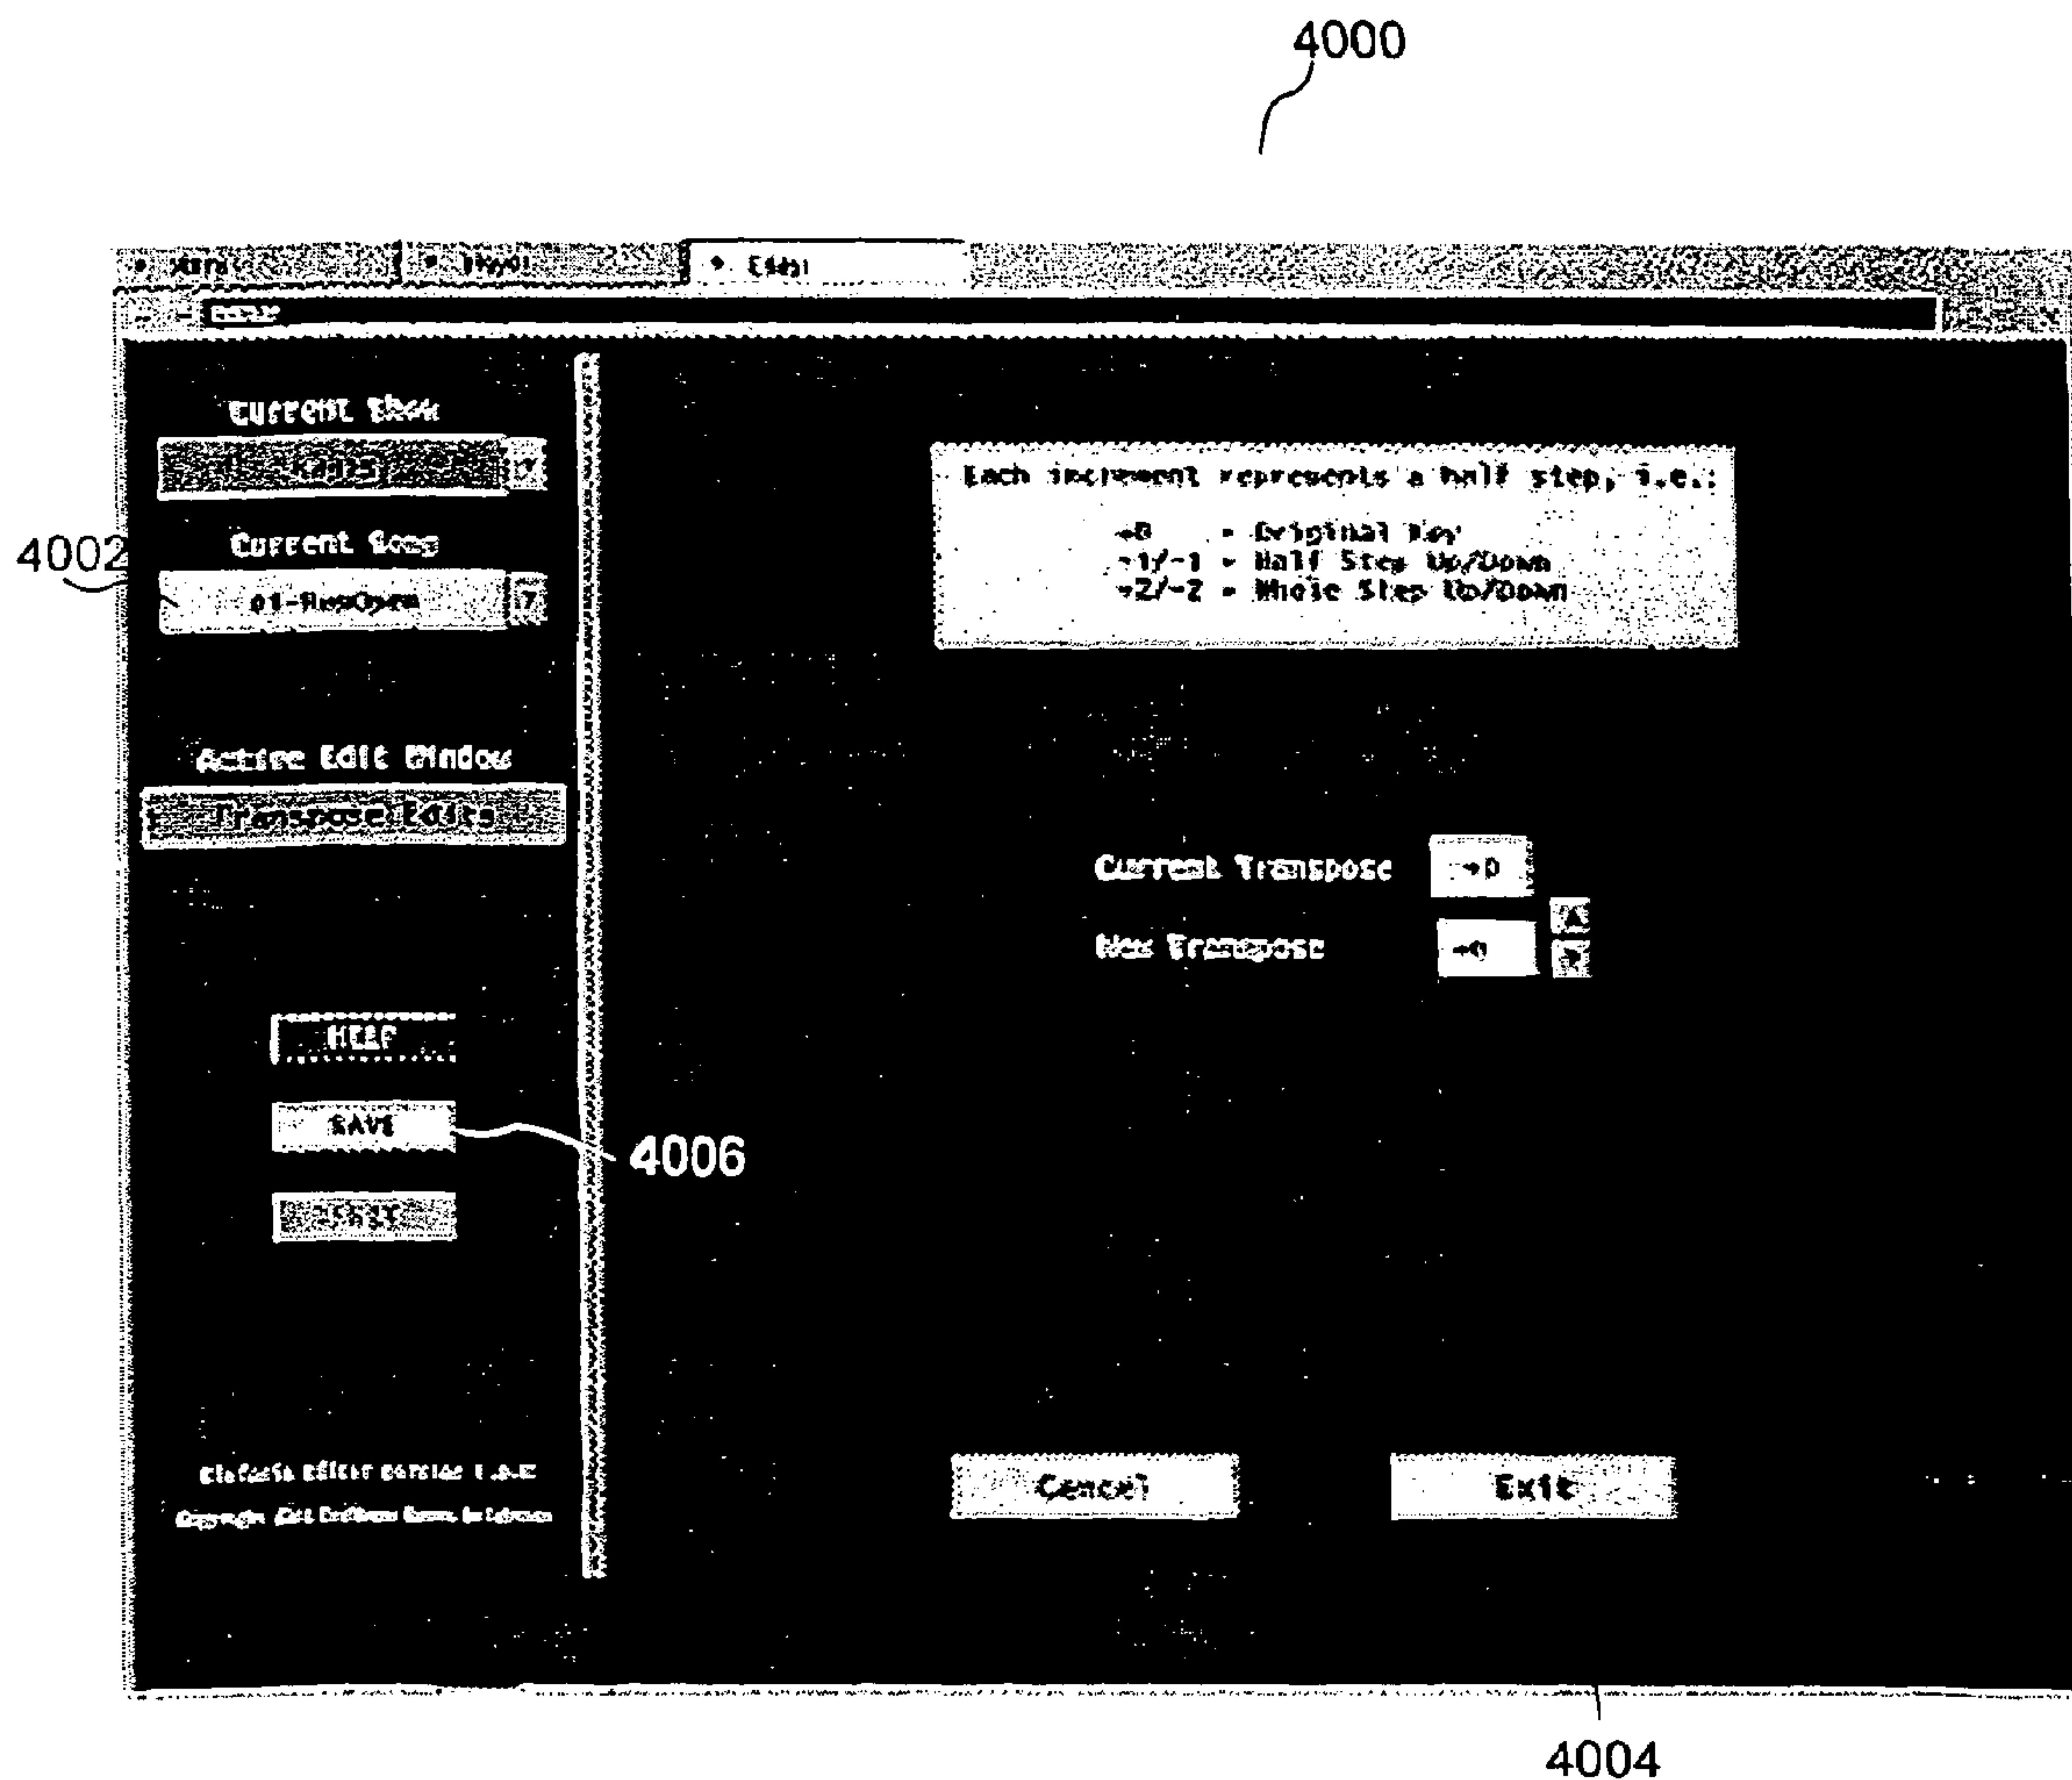 4000
Current Show
Current Song
4002
Each increment represents a half step, i.e.:
+0 = Original Key
+1/-1 = Half Step Up/Down
+2/-2 = Whole Step Up/Down
Active Edit Window
Transpose Edits
Current Transpose +0
New Transpose +0
HELP
SAVE
4006
Cancel
Exit
4004